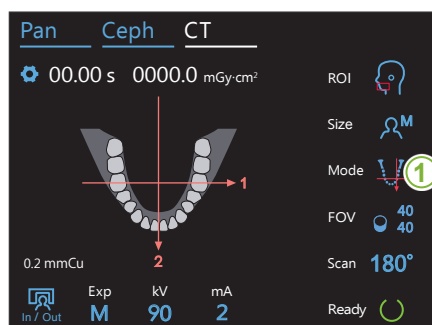 Pan Ceph CT
00.00 s 0000.0 mGy·cm²
ROI
Size M
Mode 1
1
FOV 40
40
2
0.2 mmCu
Scan 180°
Exp kV mA
In / Out M 90 2
Ready